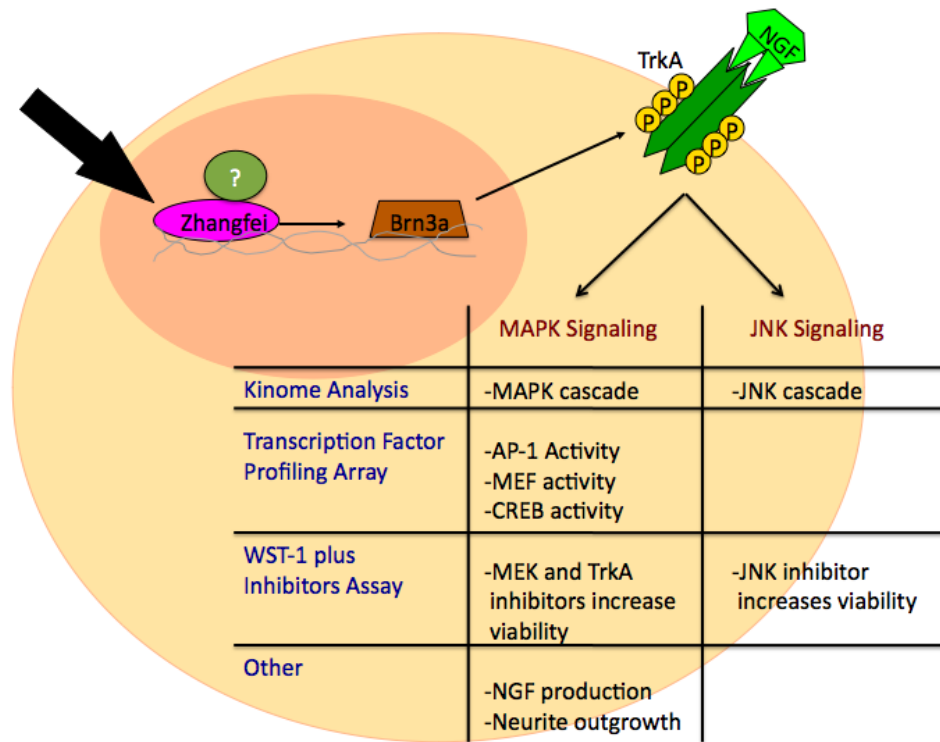 NGF
TrkA
P
P
P
P
P
P
?
Zhangfei
Brn3a
MAPK Signaling
JNK Signaling
Kinome Analysis
-MAPK cascade
-JNK cascade
Transcription Factor
Profiling Array
-AP-1 Activity
-MEF activity
-CREB activity
WST-1 plus
Inhibitors Assay
-MEK and TrkA
inhibitors increase
viability
-JNK inhibitor
increases viability
Other
-NGF production
-Neurite outgrowth